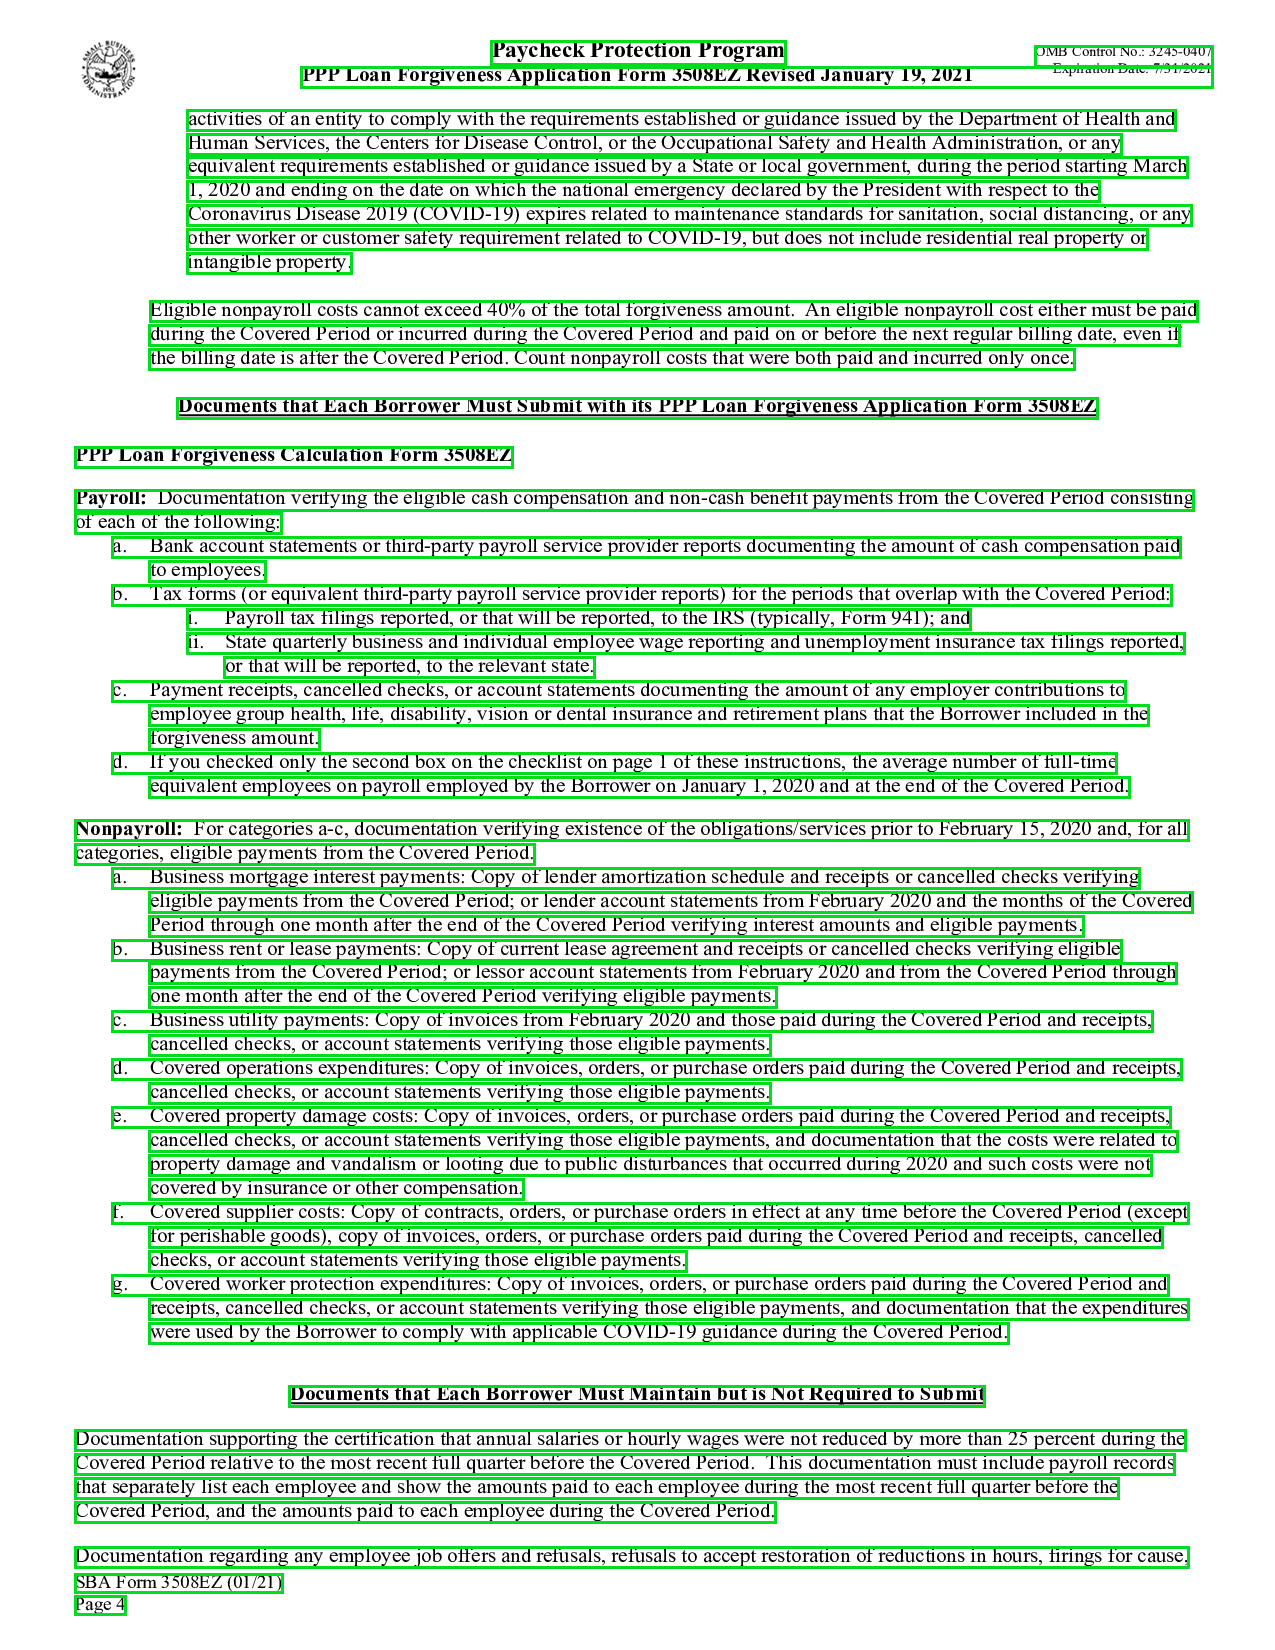 Paycheck Protection Program
OMB Control No.: 3245-0407
PPP Loan Forgiveness Application Form 3508EZ Revised January 19, 2021
Expiration Date: 7/31/2021
activities of an entity to comply with the requirements established or guidance issued by the Department of Health and
Human Services, the Centers for Disease Control, or the Occupational Safety and Health Administration, or any
equivalent requirements established or guidance issued by a State or local government, during the period starting March
1, 2020 and ending on the date on which the national emergency declared by the President with respect to the
Coronavirus Disease 2019 (COVID-19) expires related to maintenance standards for sanitation, social distancing, or any
other worker or customer safety requirement related to COVID-19, but does not include residential real property or
intangible property.
Eligible nonpayroll costs cannot exceed 40% of the total forgiveness amount.  An eligible nonpayroll cost either must be paid
during the Covered Period or incurred during the Covered Period and paid on or before the next regular billing date, even if
the billing date is after the Covered Period. Count nonpayroll costs that were both paid and incurred only once.
Documents that Each Borrower Must Submit with its PPP Loan Forgiveness Application Form 3508EZ
PPP Loan Forgiveness Calculation Form 3508EZ
Payroll:  Documentation verifying the eligible cash compensation and non-cash benefit payments from the Covered Period consisting
of each of the following:
a. Bank account statements or third-party payroll service provider reports documenting the amount of cash compensation paid
to employees.
b. Tax forms (or equivalent third-party payroll service provider reports) for the periods that overlap with the Covered Period:
i. Payroll tax filings reported, or that will be reported, to the IRS (typically, Form 941); and
ii. State quarterly business and individual employee wage reporting and unemployment insurance tax filings reported,
or that will be reported, to the relevant state.
c. Payment receipts, cancelled checks, or account statements documenting the amount of any employer contributions to
employee group health, life, disability, vision or dental insurance and retirement plans that the Borrower included in the
forgiveness amount.
d. If you checked only the second box on the checklist on page 1 of these instructions, the average number of full-time
equivalent employees on payroll employed by the Borrower on January 1, 2020 and at the end of the Covered Period.
Nonpayroll:  For categories a-c, documentation verifying existence of the obligations/services prior to February 15, 2020 and, for all
categories, eligible payments from the Covered Period.
a. Business mortgage interest payments: Copy of lender amortization schedule and receipts or cancelled checks verifying
eligible payments from the Covered Period; or lender account statements from February 2020 and the months of the Covered
Period through one month after the end of the Covered Period verifying interest amounts and eligible payments.
b. Business rent or lease payments: Copy of current lease agreement and receipts or cancelled checks verifying eligible
payments from the Covered Period; or lessor account statements from February 2020 and from the Covered Period through
one month after the end of the Covered Period verifying eligible payments.
c. Business utility payments: Copy of invoices from February 2020 and those paid during the Covered Period and receipts,
cancelled checks, or account statements verifying those eligible payments.
d. Covered operations expenditures: Copy of invoices, orders, or purchase orders paid during the Covered Period and receipts,
cancelled checks, or account statements verifying those eligible payments.
e. Covered property damage costs: Copy of invoices, orders, or purchase orders paid during the Covered Period and receipts,
cancelled checks, or account statements verifying those eligible payments, and documentation that the costs were related to
property damage and vandalism or looting due to public disturbances that occurred during 2020 and such costs were not
covered by insurance or other compensation.
f. Covered supplier costs: Copy of contracts, orders, or purchase orders in effect at any time before the Covered Period (except
for perishable goods), copy of invoices, orders, or purchase orders paid during the Covered Period and receipts, cancelled
checks, or account statements verifying those eligible payments.
g. Covered worker protection expenditures: Copy of invoices, orders, or purchase orders paid during the Covered Period and
receipts, cancelled checks, or account statements verifying those eligible payments, and documentation that the expenditures
were used by the Borrower to comply with applicable COVID-19 guidance during the Covered Period.
Documents that Each Borrower Must Maintain but is Not Required to Submit
Documentation supporting the certification that annual salaries or hourly wages were not reduced by more than 25 percent during the
Covered Period relative to the most recent full quarter before the Covered Period.  This documentation must include payroll records
that separately list each employee and show the amounts paid to each employee during the most recent full quarter before the
Covered Period, and the amounts paid to each employee during the Covered Period.
Documentation regarding any employee job offers and refusals, refusals to accept restoration of reductions in hours, firings for cause,
SBA Form 3508EZ (01/21)
Page 4